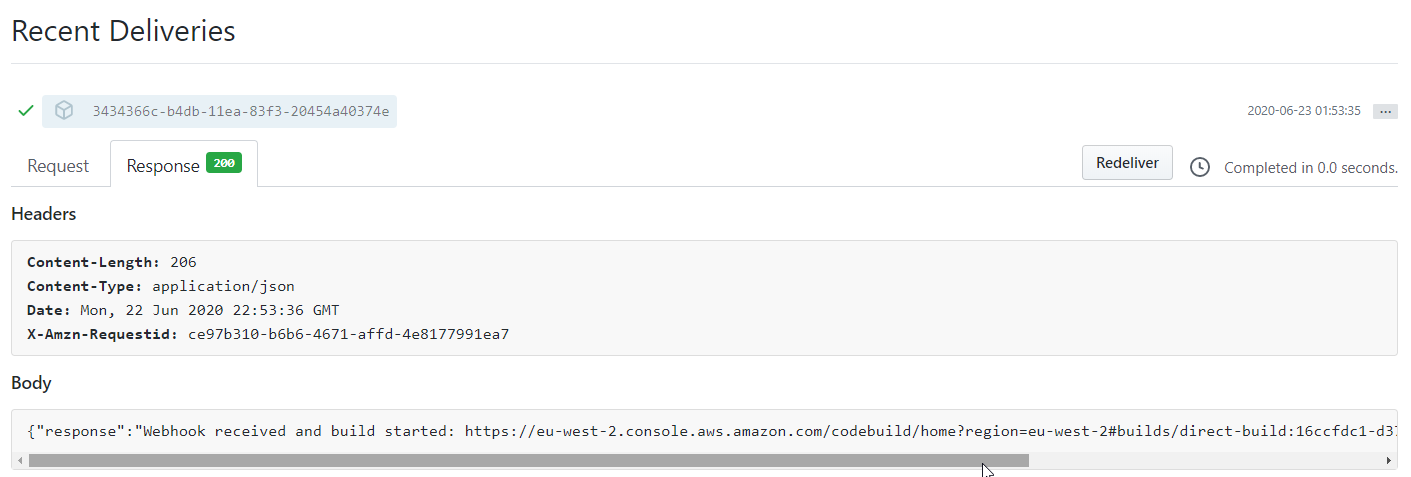 Recent Deliveries
3434366c-b4db-11ea-83f3-20454a40374e 2020-06-23 01:53:35 ...
Request Response 200 Redeliver Completed in 0.0 seconds.
Headers
Content-Length: 206
Content-Type: application/json
Date: Mon, 22 Jun 2020 22:53:36 GMT
X-Amzn-Requestid: ce97b310-b6b6-4671-affd-4e8177991ea7
Body
{"response":"Webhook received and build started: https://eu-west-2.console.aws.amazon.com/codebuild/home?region=eu-west-2#builds/direct-build:16ccfdc1-d37